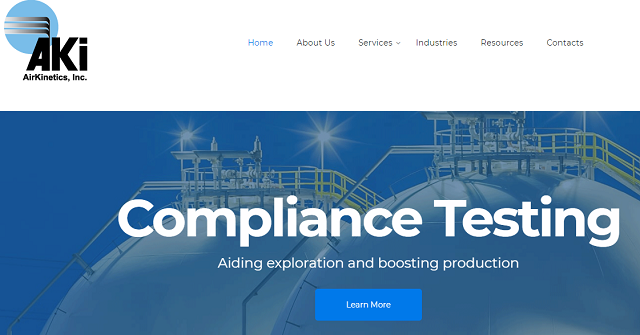 AKi
AirKinetics, Inc.
Home About Us Services Industries Resources Contacts
Compliance Testing
Aiding exploration and boosting production
Learn More